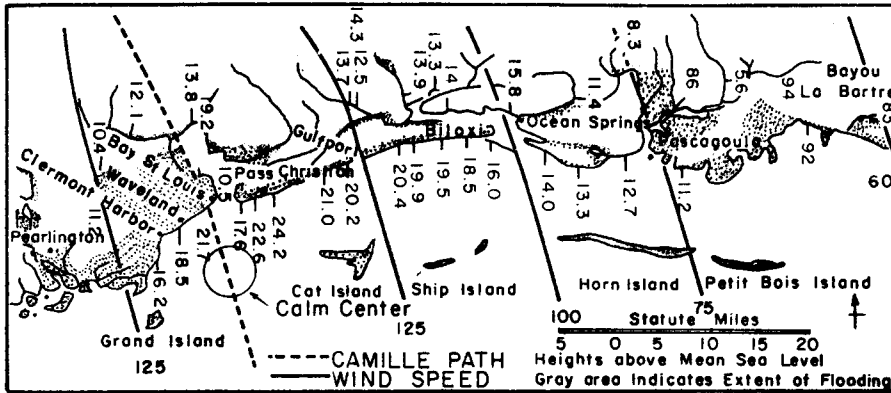 14.3
12.5
13.7
13.3
13.9
14
15.8
11.4
8.3
86
5.6
94
Bayou
La Bartre
13.8
12.1
19.2
104
Bay St Louis
Waveland
Clermont Harbor
Pearlington
11.2
10.5
Gulfport
Pass Christian
Biloxi
Ocean Springs
Pascagoula
92
60
18.5
16.2
21.7
17.6
22.6
24.2
21.0
20.2
20.4
19.9
19.5
18.5
16.0
14.0
13.3
12.7
11.2
Cat Island
Ship Island
Horn Island
Petit Bois Island
Calm Center
Grand Island
125
125
100
75
Statute Miles
5 0 5 10 15 20
CAMILLE PATH
WIND SPEED
Heights above Mean Sea Level
Gray area Indicates Extent of Flooding